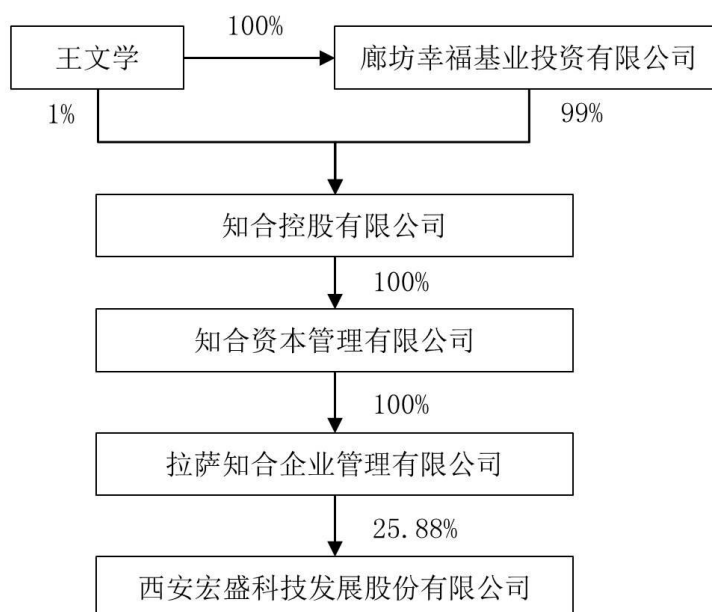 100%
王文学
廊坊幸福基业投资有限公司
1%
99%
知合控股有限公司
100%
知合资本管理有限公司
100%
拉萨知合企业管理有限公司
25.88%
西安宏盛科技发展股份有限公司